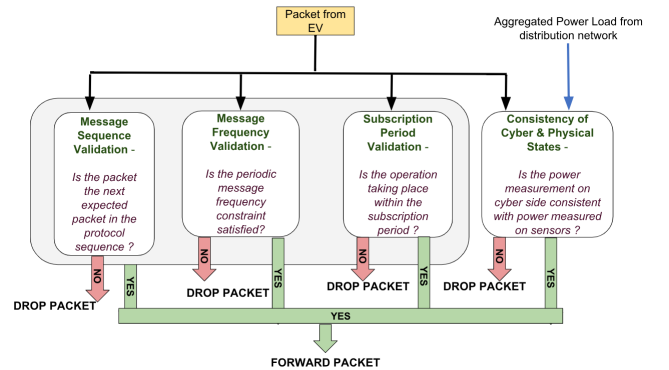 Packet from
EV
Aggregated Power Load from
distribution network
Message
Sequence
Validation -
Is the packet
the next
expected
packet in the
protocol
sequence ?
Message
Frequency
Validation -
Is the periodic
message
frequency
constraint
satisfied?
Subscription
Period
Validation -
Is the operation
taking place
within the
subscription
period ?
Consistency of
Cyber & Physical
States -
Is the power
measurement on
cyber side consistent
with power measured
on sensors ?
NO
YES
NO
YES
NO
YES
NO
YES
DROP PACKET
DROP PACKET
DROP PACKET
DROP PACKET
YES
FORWARD PACKET